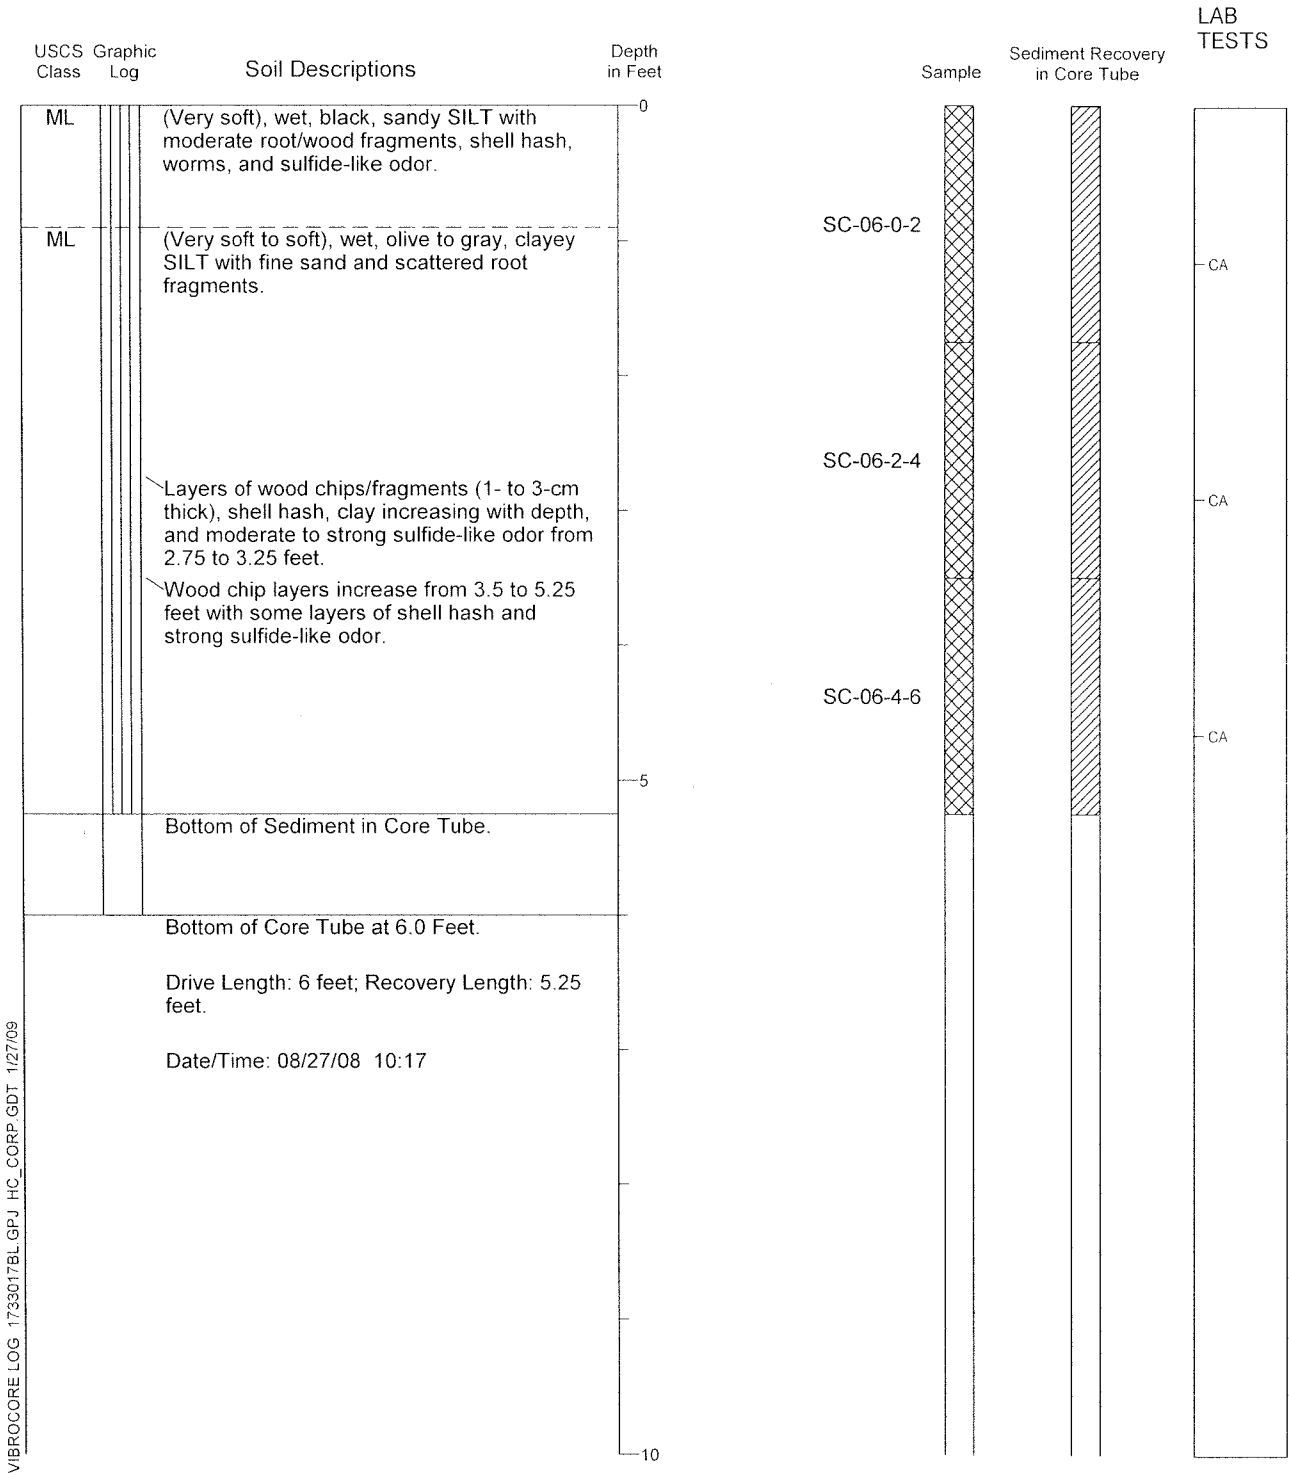 LAB
TESTS
USCS Graphic
Class Log
Soil Descriptions
Depth
in Feet
Sample
Sediment Recovery
in Core Tube
0
ML
(Very soft), wet, black, sandy SILT with
moderate root/wood fragments, shell hash,
worms, and sulfide-like odor.
SC-06-0-2
ML
(Very soft to soft), wet, olive to gray, clayey
SILT with fine sand and scattered root
fragments.
CA
SC-06-2-4
Layers of wood chips/fragments (1- to 3-cm
thick), shell hash, clay increasing with depth,
and moderate to strong sulfide-like odor from
2.75 to 3.25 feet.
CA
Wood chip layers increase from 3.5 to 5.25
feet with some layers of shell hash and
strong sulfide-like odor.
SC-06-4-6
CA
5
Bottom of Sediment in Core Tube.
Bottom of Core Tube at 6.0 Feet.
Drive Length: 6 feet; Recovery Length: 5.25
feet.
Date/Time: 08/27/08 10:17
10
VIBROCORE LOG 1733017BL.GPJ HC_CORP.GDT 1/27/09